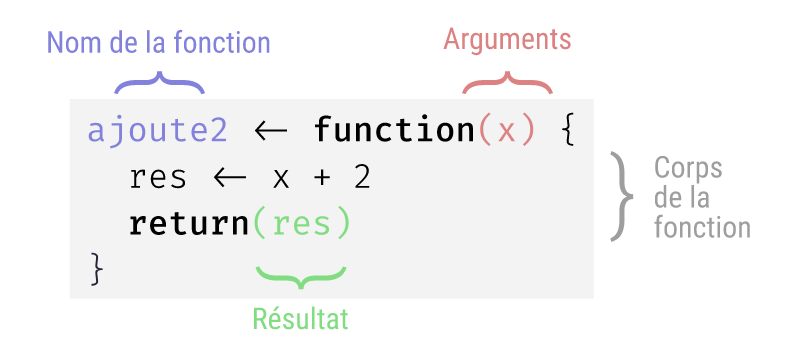 Nom de la fonction
Arguments
ajoute2 <- function(x) {
res <- x + 2
return(res)
}
Corps
de la
fonction
Résultat